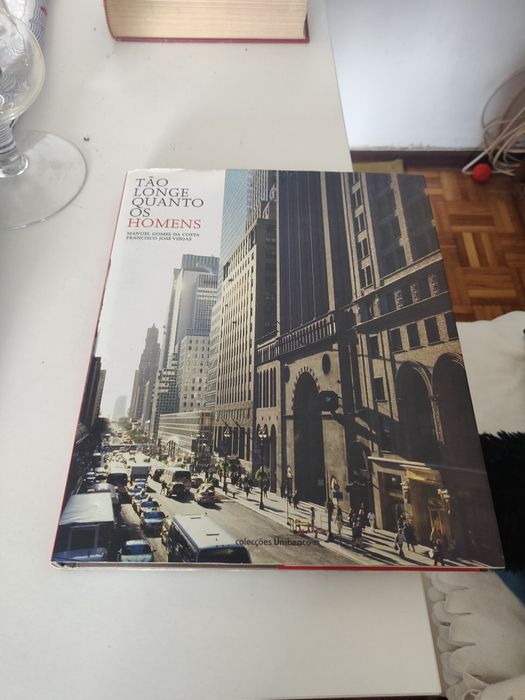 TÃO
LONGE
QUANTO
OS
HOMENS
MANUEL GOMES DA COSTA
FRANCISCO JOSÉ VIEGAS
colecções Unibanco